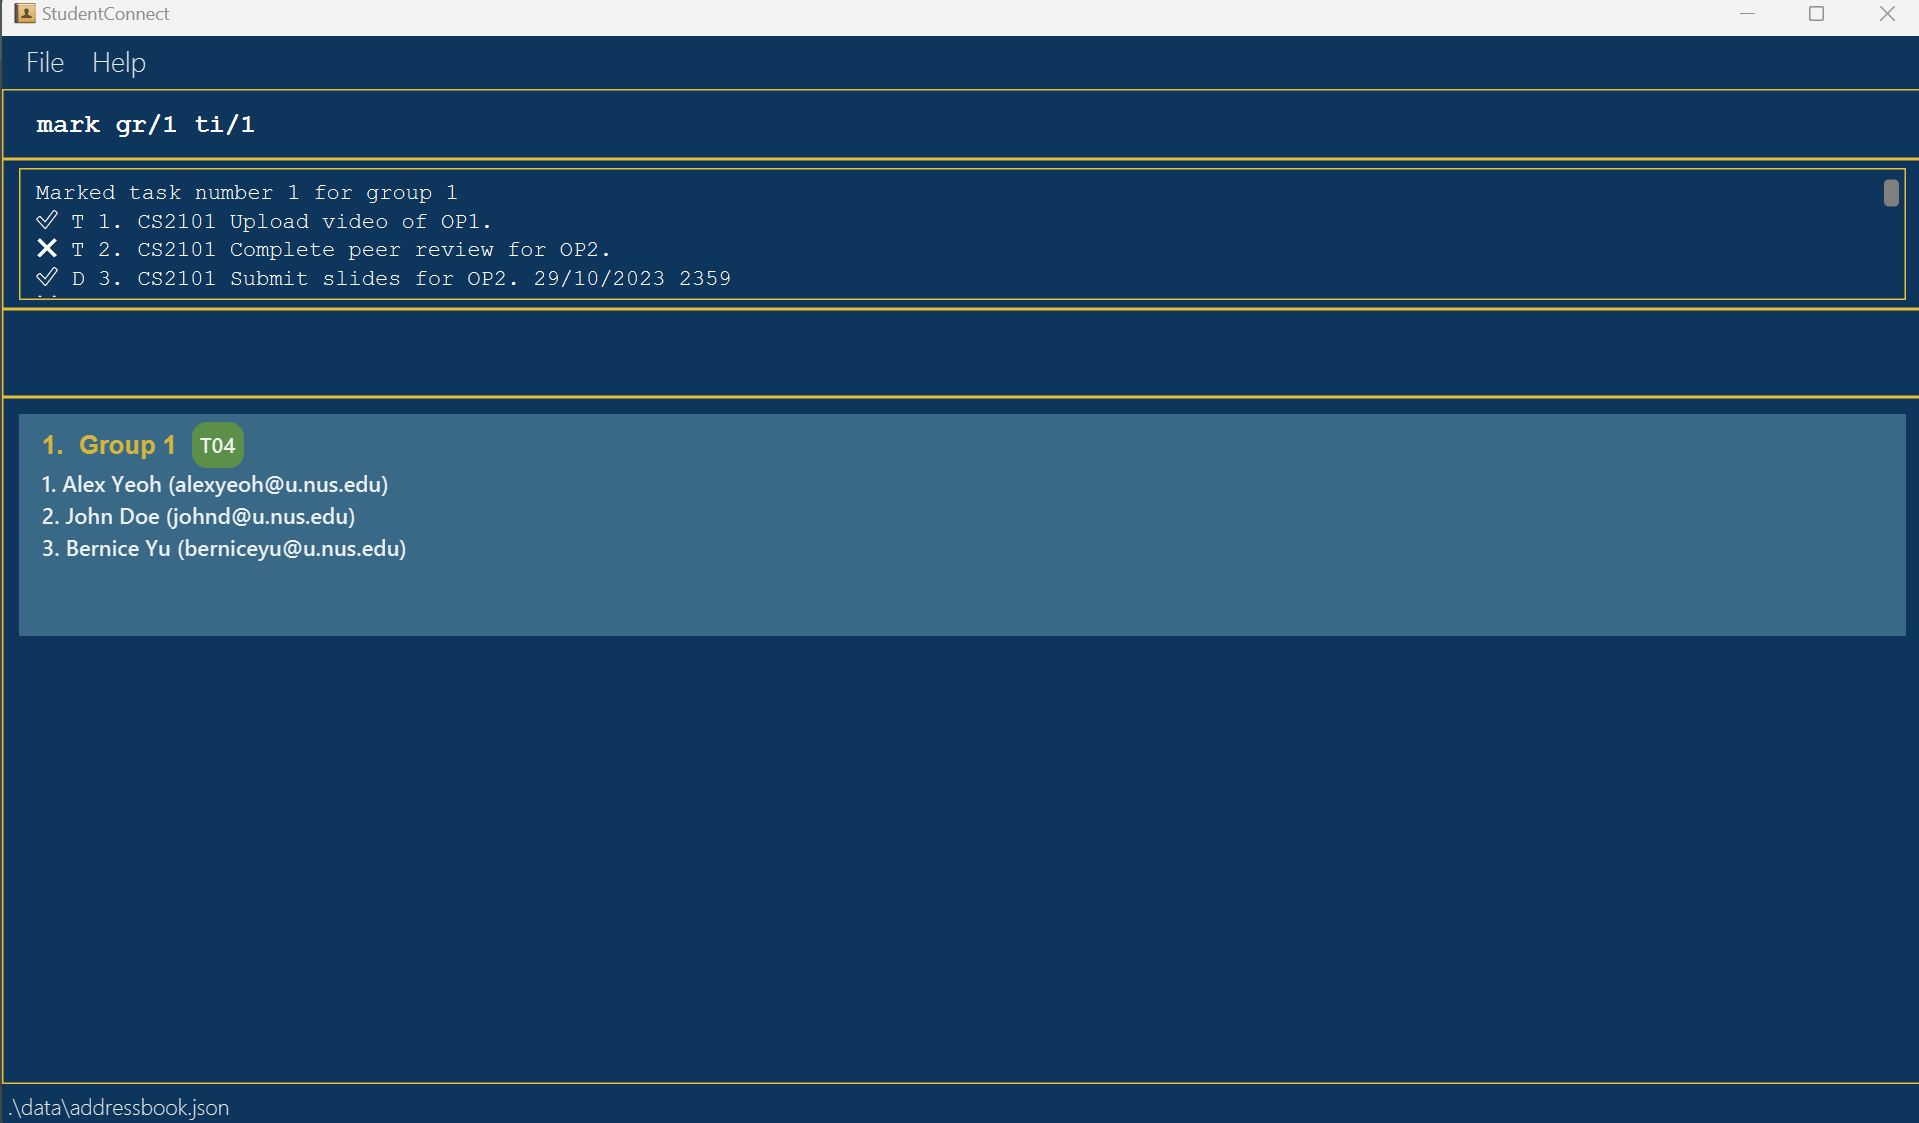 StudentConnect
File Help
mark gr/1 ti/1
Marked task number 1 for group 1
✓ T 1. CS2101 Upload video of OP1.
✕ T 2. CS2101 Complete peer review for OP2.
✓ D 3. CS2101 Submit slides for OP2. 29/10/2023 2359
1. Group 1 T04
1. Alex Yeoh (alexyeoh@u.nus.edu)
2. John Doe (johnd@u.nus.edu)
3. Bernice Yu (berniceyu@u.nus.edu)
.\data\addressbook.json